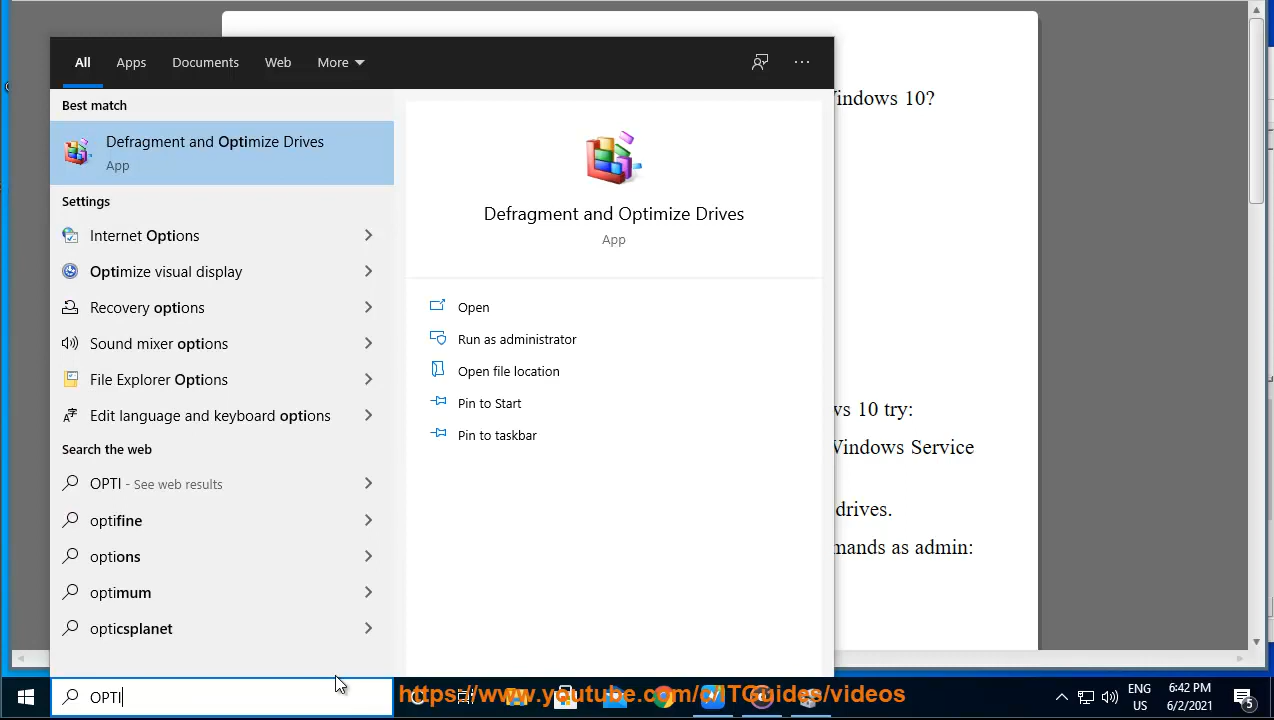 All Apps Documents Web More
Best match
Defragment and Optimize Drives
App
Settings
Internet Options
Optimize visual display
Recovery options
Sound mixer options
File Explorer Options
Edit language and keyboard options
Search the web
OPTI - See web results
optifine
options
optimum
opticsplanet
OPTI
Defragment and Optimize Drives
App
Open
Run as administrator
Open file location
Pin to Start
Pin to taskbar
Windows 10?
ws 10 try:
Windows Service
drives.
mands as admin:
https://www.youtube.com/c/ITGuides/videos
ENG
US
6:42 PM
6/2/2021
5